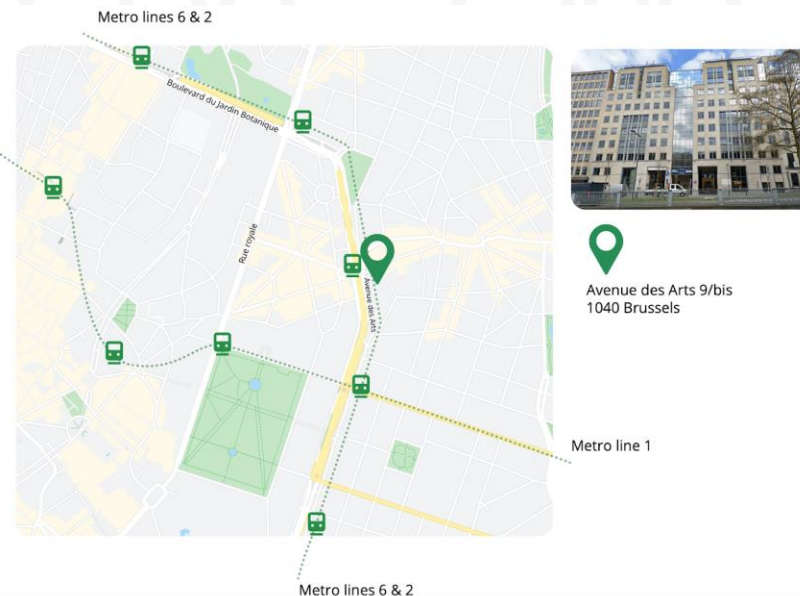 Metro lines 6 & 2
Boulevard du Jardin Botanique
Rue royale
Avenue des Arts
Avenue des Arts 9/bis
1040 Brussels
Metro line 1
Metro lines 6 & 2